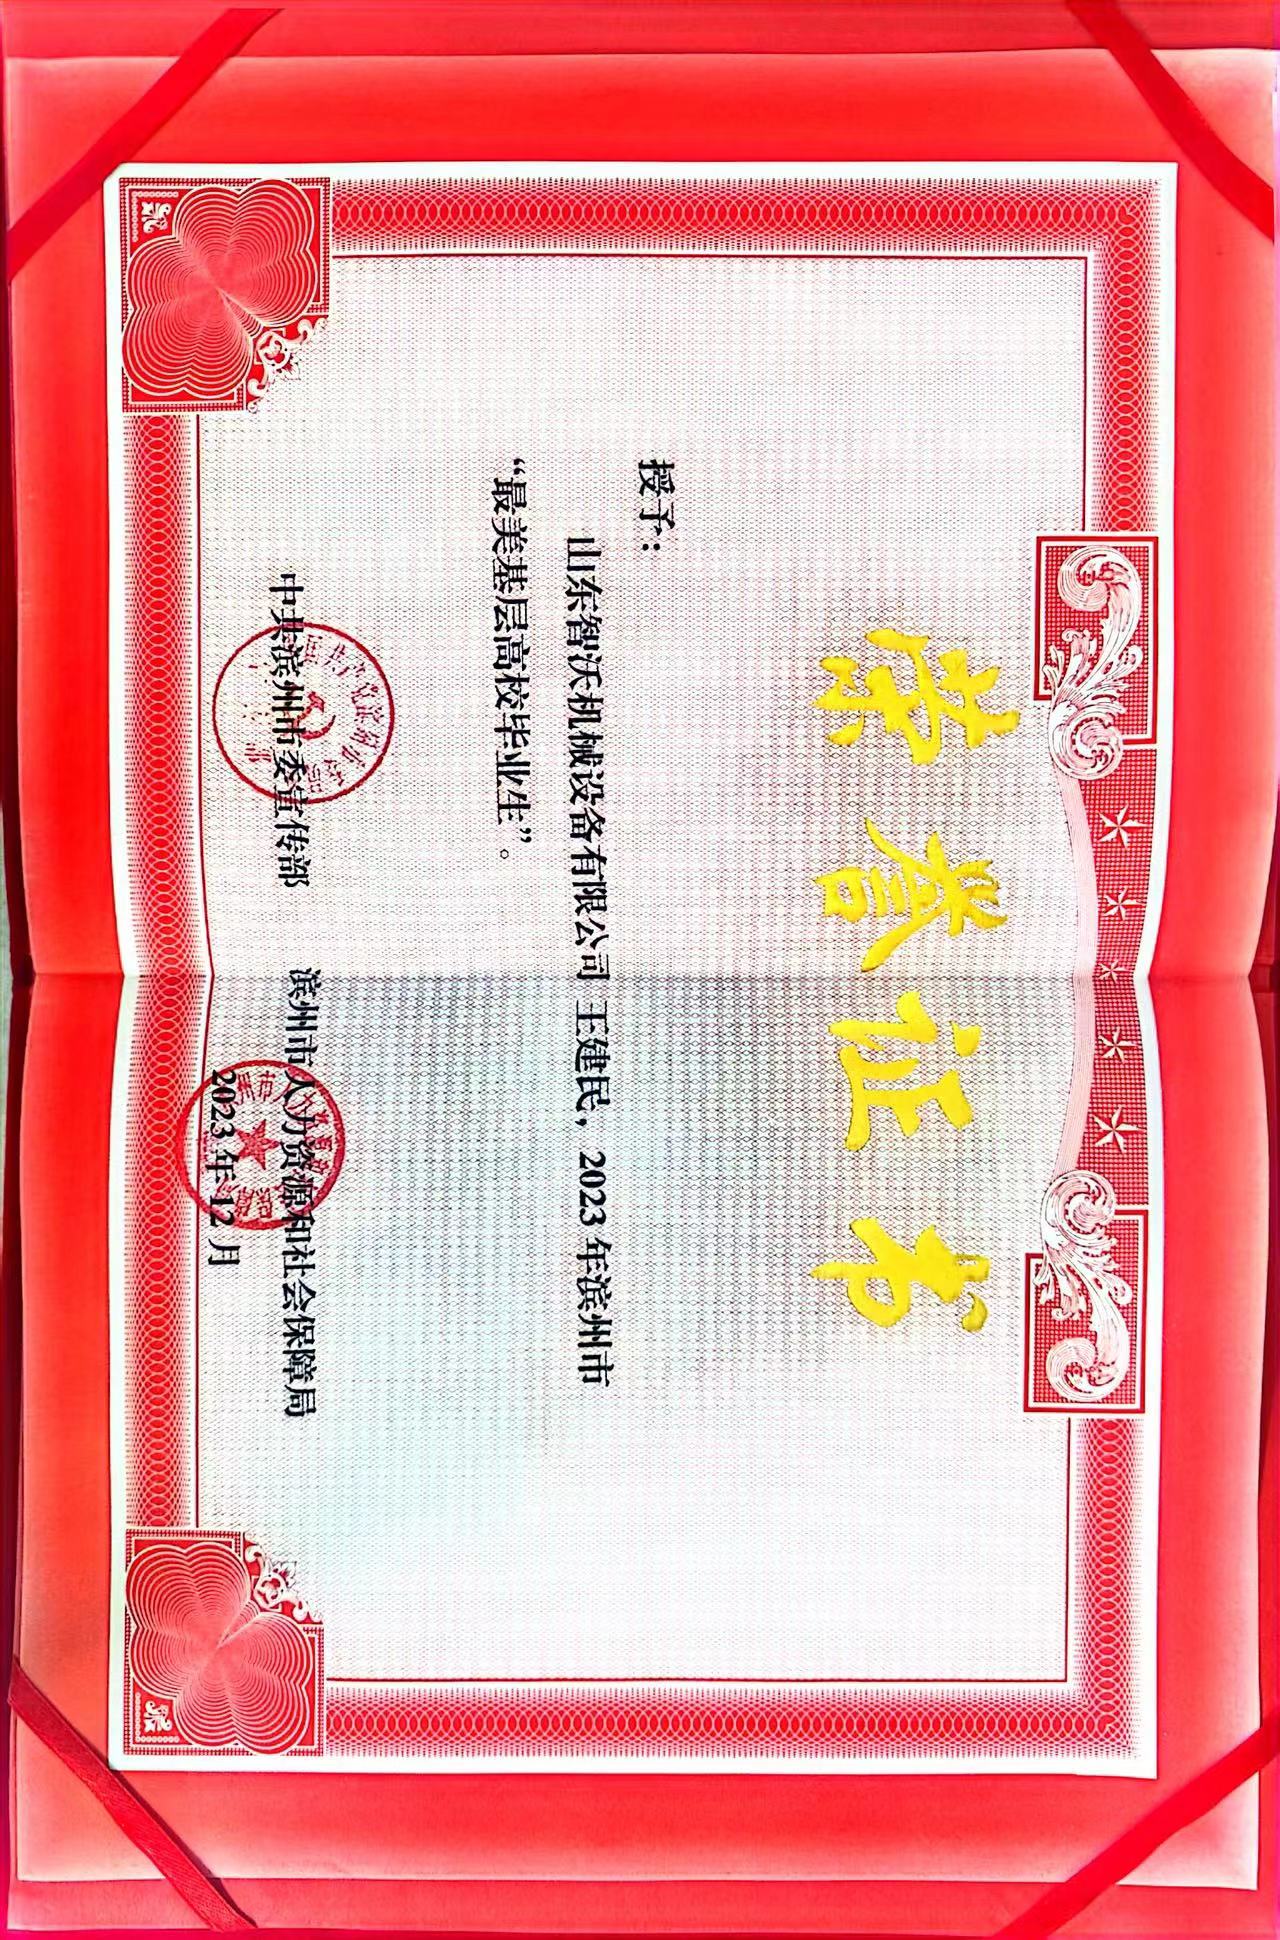 荣誉证书
授予：
山东智沃机械设备有限公司 王建民，2023年滨州市
“最美基层高校毕业生”。
中共滨州市委宣传部 滨州市人力资源和社会保障局
2023年12月